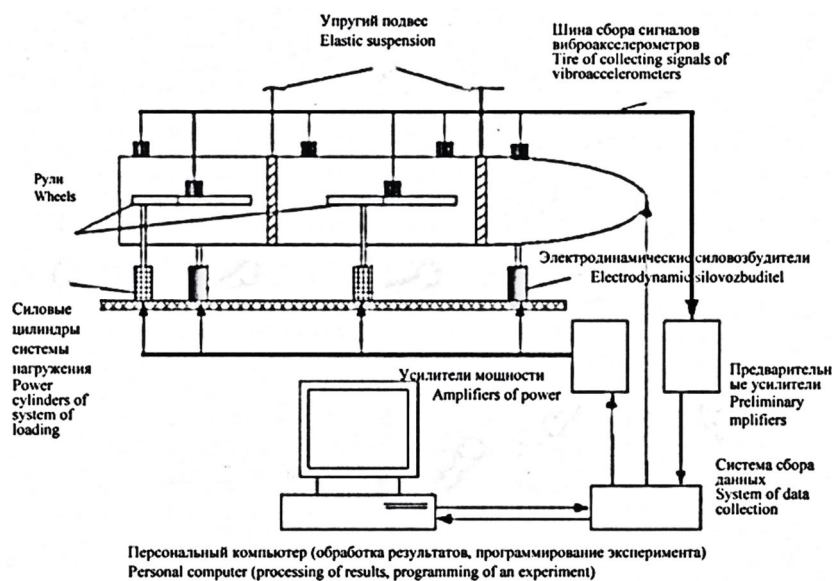 Упругий подвес
Elastic suspension
Шина сбора сигналов
виброакселерометров
Tire of collecting signals of
vibroaccelerometers
Рули
Wheels
Электродинамические силовозбудители
Electrodynamic silovozbuditel
Силовые
цилиндры
системы
нагружения
Power
cylinders of
system of
loading
Усилители мощности
Amplifiers of power
Предварительн
ые усилители
Preliminary
mplifiers
Система сбора
данных
System of data
collection
Персональный компьютер (обработка результатов, программирование эксперимента)
Personal computer (processing of results, programming of an experiment)